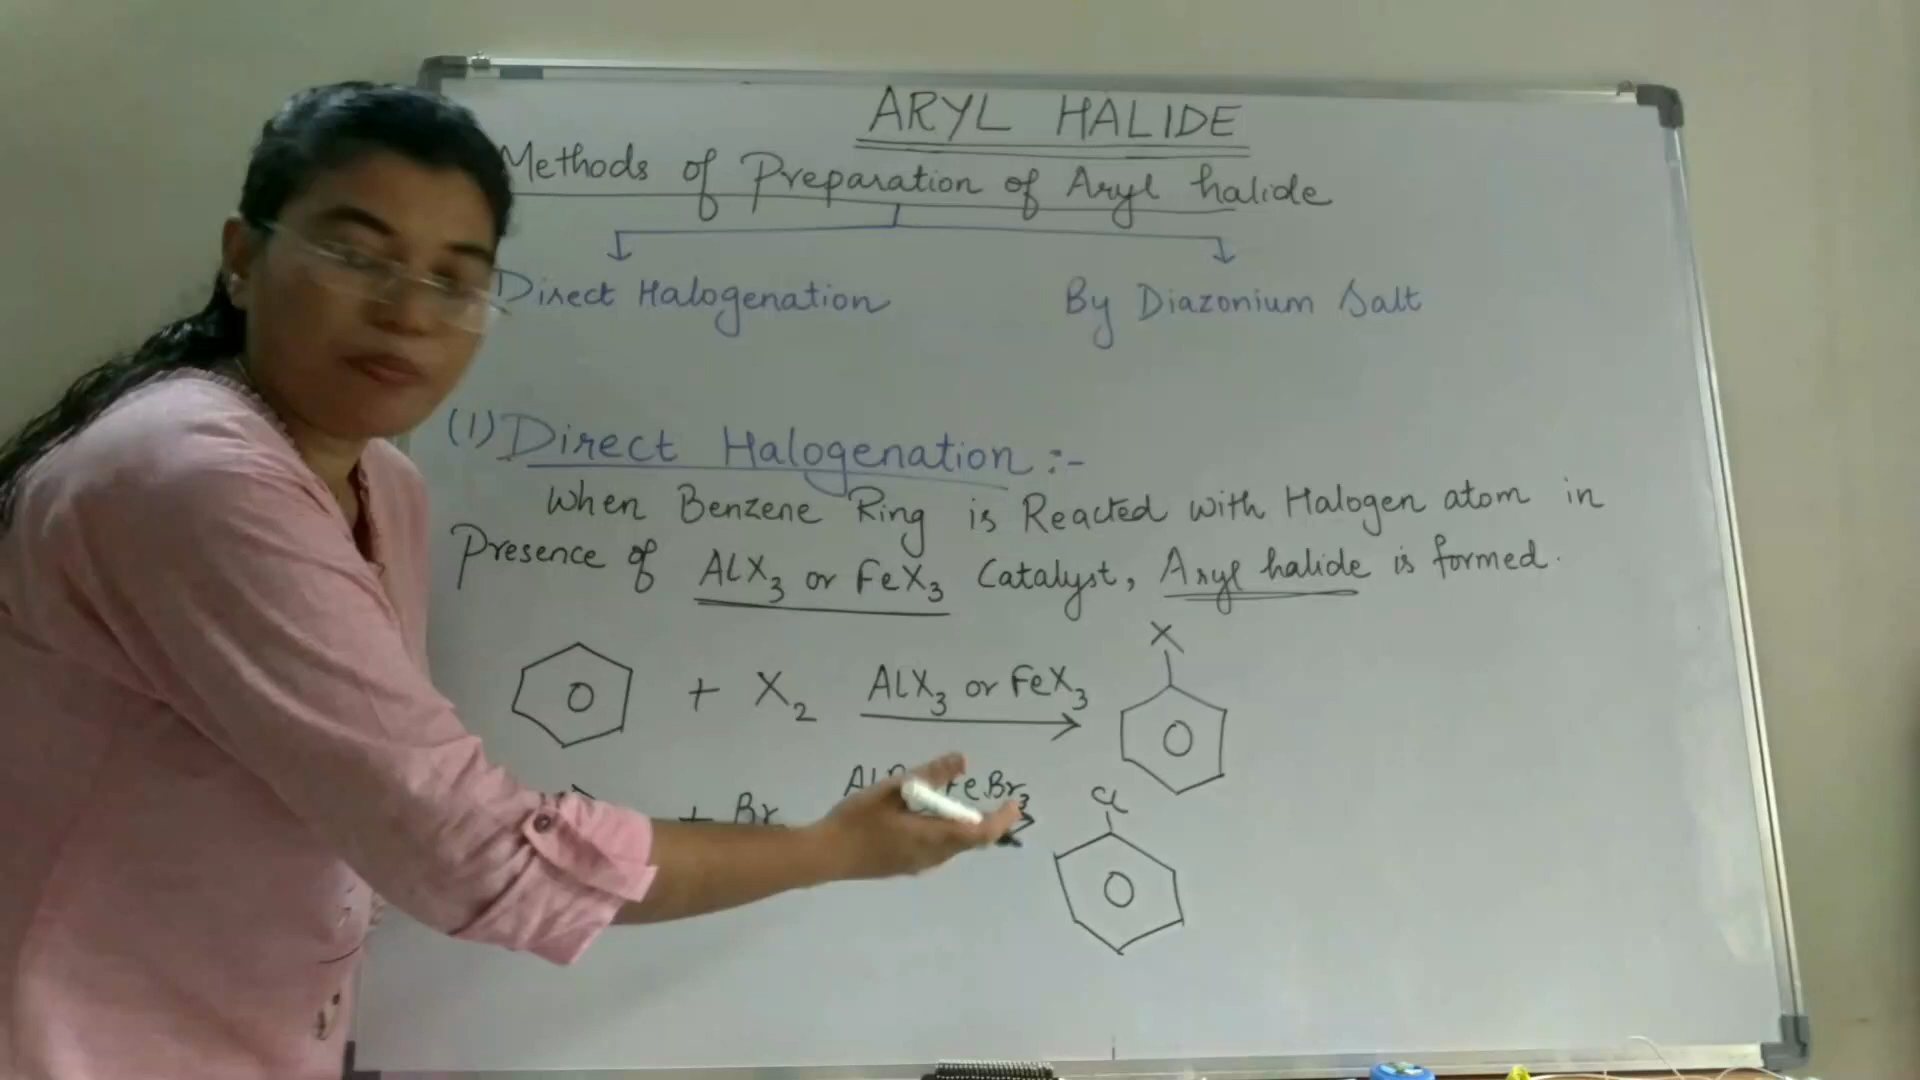 ARYL HALIDE
Methods of Preparation of Aryl halide
Direct Halogenation By Diazonium Salt
(1) Direct Halogenation :-
When Benzene Ring is Reacted with Halogen atom in
Presence of AlX3 or FeX3 Catalyst, Aryl halide is formed.
X
+ X2 AlX3 or FeX3
+ Br FeBr3
Cl